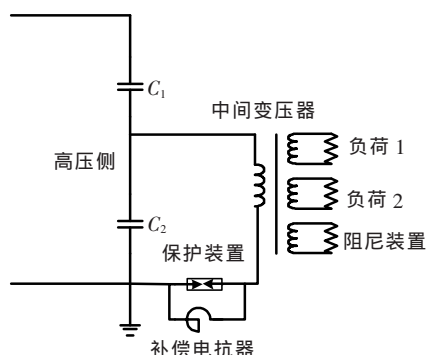 C₁
中间变压器
高压侧
负荷 1
负荷 2
C₂
保护装置
阻尼装置
补偿电抗器